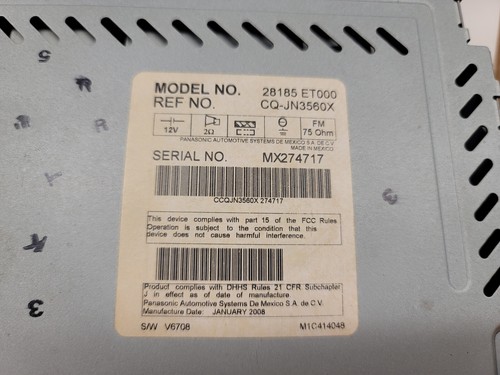 MODEL NO. 28185 ET000
REF NO. CQ-JN3560X
12V 2Ω FM 75 Ohm
PANASONIC AUTOMOTIVE SYSTEMS DE MEXICO S.A. DE C.V.
MADE IN MEXICO
SERIAL NO. MX274717
CCQJN3560X 274717
This device complies with part 15 of the FCC Rules
Operation is subject to the condition that this
device does not cause harmful interference.
Product complies with DHHS Rules 21 CFR Subchapter
J in effect as of date of manufacture
Panasonic Automotive Systems De Mexico S.A. de C.V.
Manufacture Date: JANUARY 2008
S/W V6708 M1C414048
5
3
3